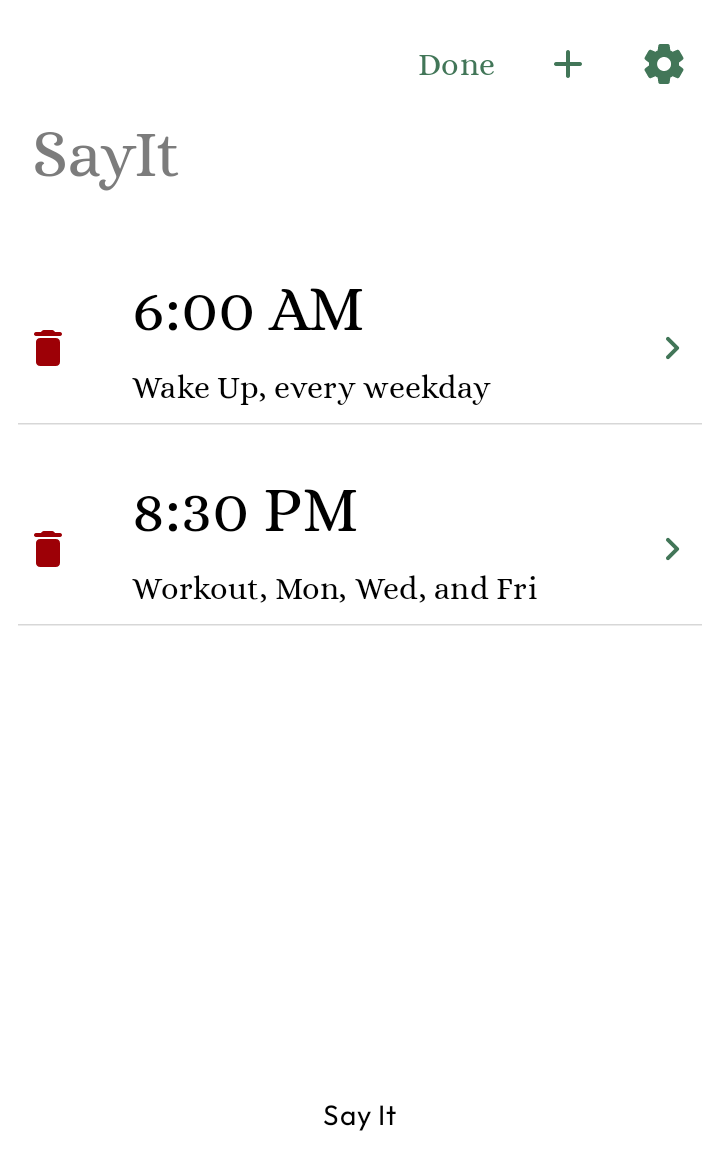 Done
SayIt
6:00 AM
Wake Up, every weekday
8:30 PM
Workout, Mon, Wed, and Fri
Say It